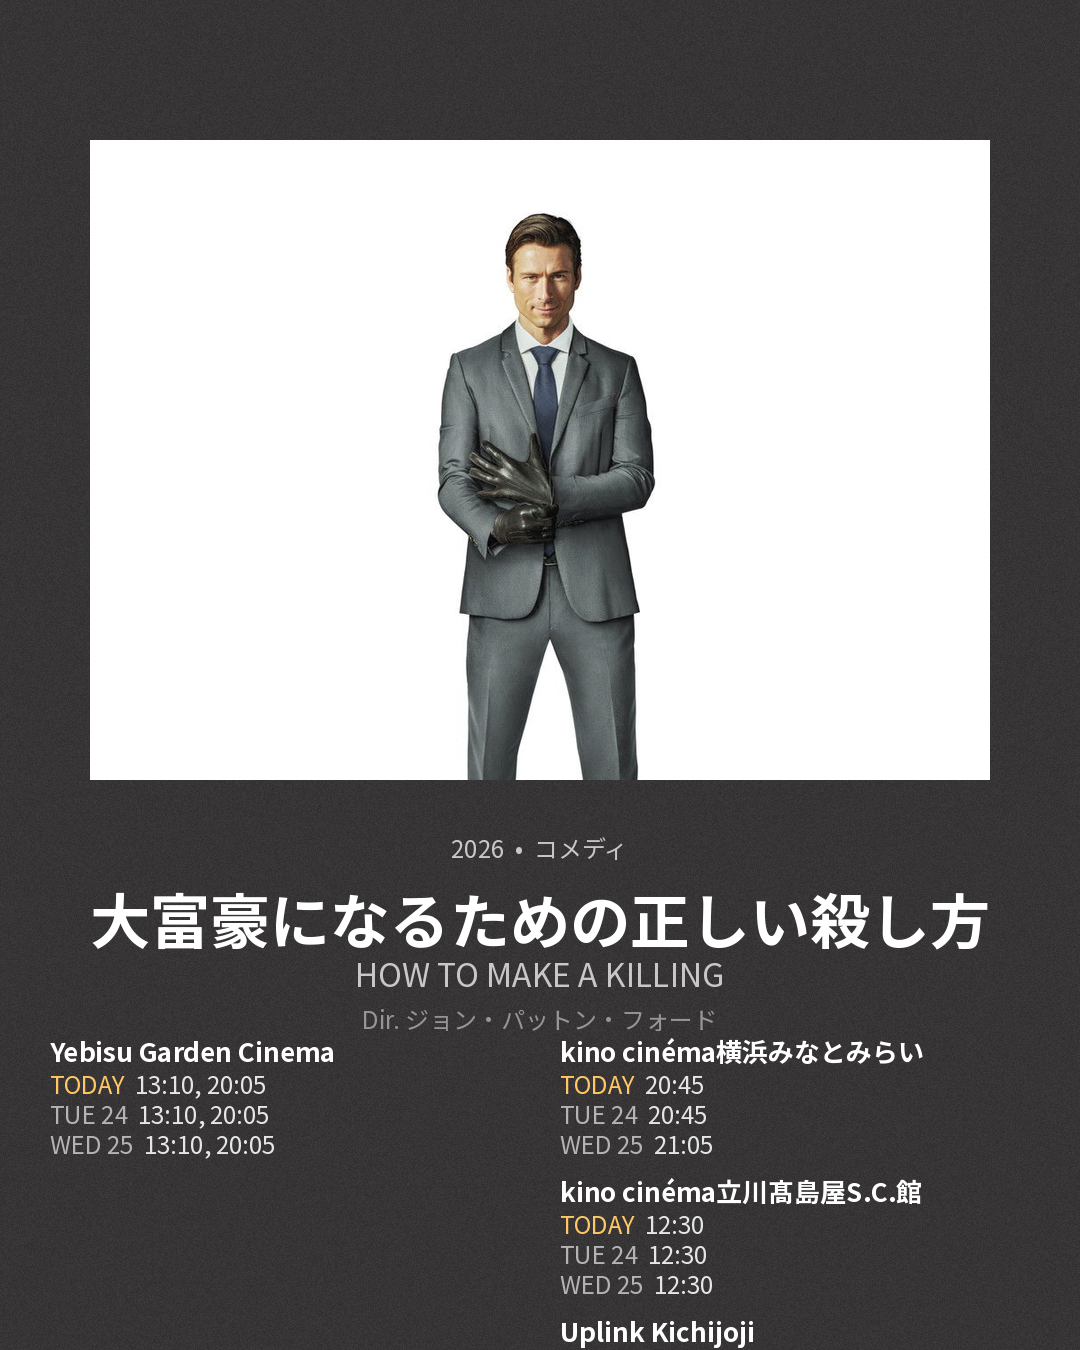 2026 • コメディ
大富豪になるための正しい殺し方
HOW TO MAKE A KILLING
Dir. ジョン・パットン・フォード
Yebisu Garden Cinema
TODAY 13:10, 20:05
TUE 24 13:10, 20:05
WED 25 13:10, 20:05
kino cinéma横浜みなとみらい
TODAY 20:45
TUE 24 20:45
WED 25 21:05
kino cinéma立川髙島屋S.C.館
TODAY 12:30
TUE 24 12:30
WED 25 12:30
Uplink Kichijoji